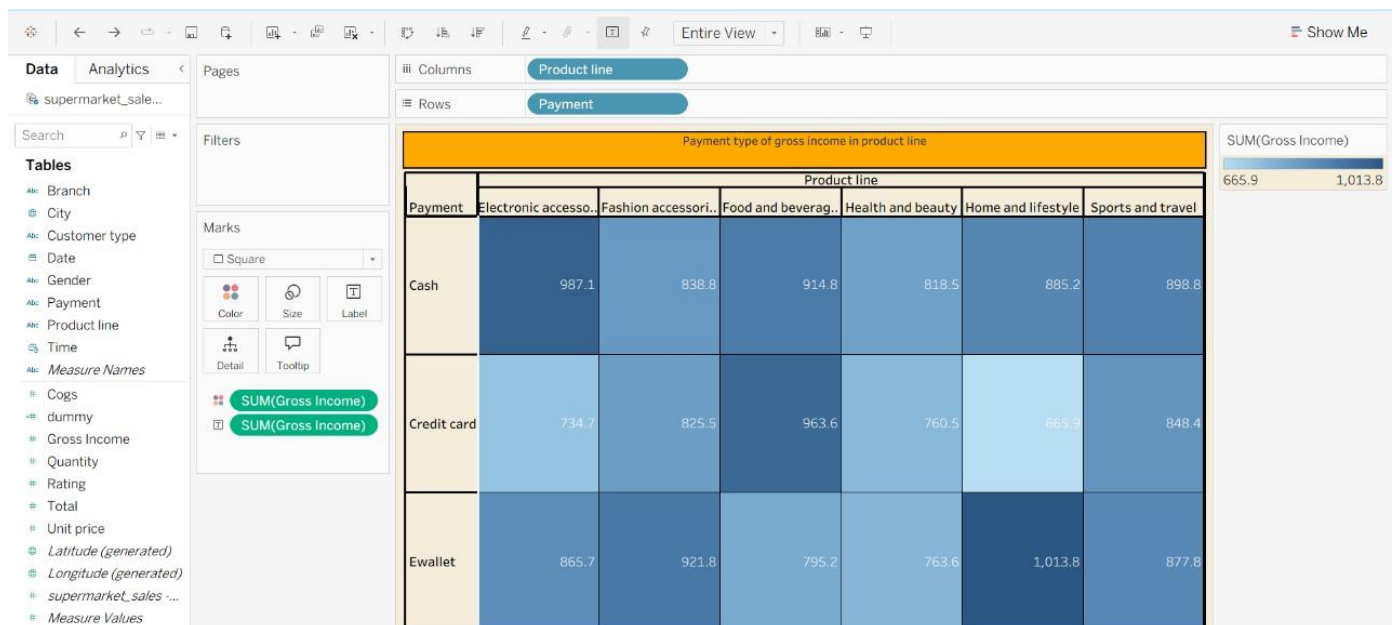 Entire View
Show Me
Data Analytics
supermarket_sale...
Search
Tables
Abc Branch
City
Abc Customer type
Date
Abc Gender
Abc Payment
Abc Product line
Time
Abc Measure Names
# Cogs
=# dummy
# Gross Income
# Quantity
# Rating
# Total
# Unit price
Latitude (generated)
Longitude (generated)
# supermarket_sales -...
# Measure Values
Pages
Filters
Marks
Square
Color Size Label
Detail Tooltip
SUM(Gross Income)
SUM(Gross Income)
iii Columns Product line
Rows Payment
Payment type of gross income in product line
Product line
Payment Electronic accesso.. Fashion accessori.. Food and beverag.. Health and beauty Home and lifestyle Sports and travel
Cash 987.1 838.8 914.8 818.5 885.2 898.8
Credit card 734.7 825.5 963.6 760.5 665.9 848.4
Ewallet 865.7 921.8 795.2 763.6 1,013.8 877.8
SUM(Gross Income)
665.9 1,013.8